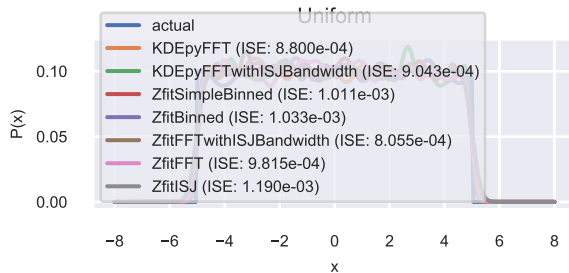 Uniform
actual
KDEpyFFT (ISE: 8.800e-04)
KDEpyFFTwithISJBandwidth (ISE: 9.043e-04)
ZfitSimpleBinned (ISE: 1.011e-03)
ZfitBinned (ISE: 1.033e-03)
ZfitFFTwithISJBandwidth (ISE: 8.055e-04)
ZfitFFT (ISE: 9.815e-04)
ZfitISJ (ISE: 1.190e-03)
P(x)
0.10
0.05
0.00
−8 −6 −4 −2 0 2 4 6 8
x